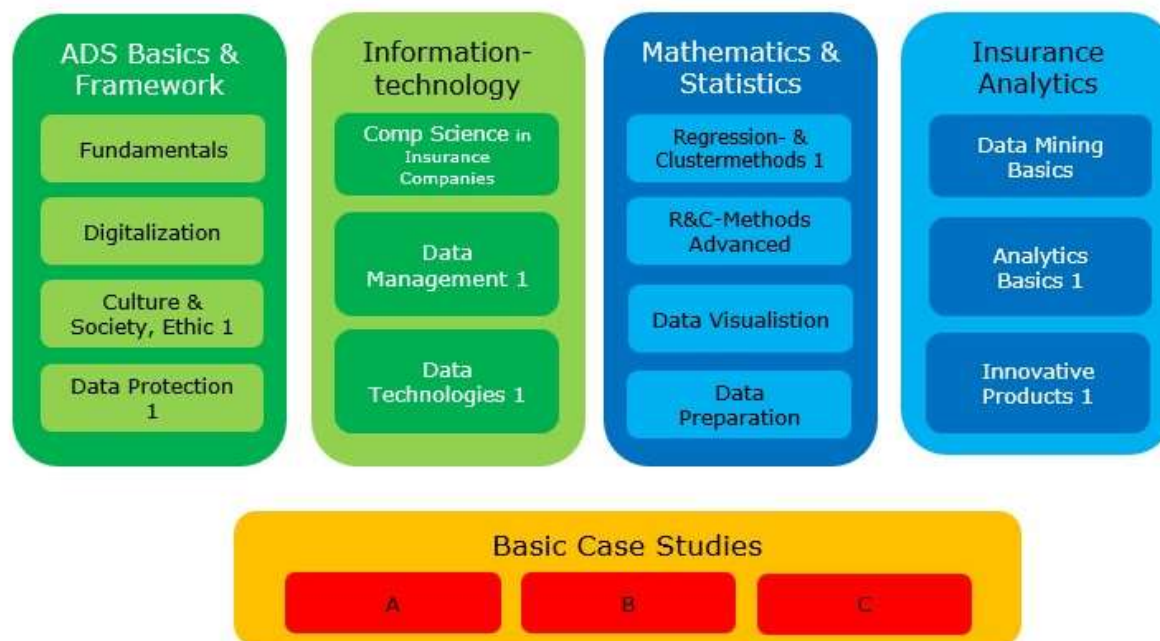 ADS Basics &
Framework
Fundamentals
Digitalization
Culture &
Society, Ethic 1
Data Protection
1
Information-
technology
Comp Science in
Insurance
Companies
Data
Management 1
Data
Technologies 1
Mathematics &
Statistics
Regression- &
Clustermethods 1
R&C-Methods
Advanced
Data Visualistion
Data
Preparation
Insurance
Analytics
Data Mining
Basics
Analytics
Basics 1
Innovative
Products 1
Basic Case Studies
A
B
C